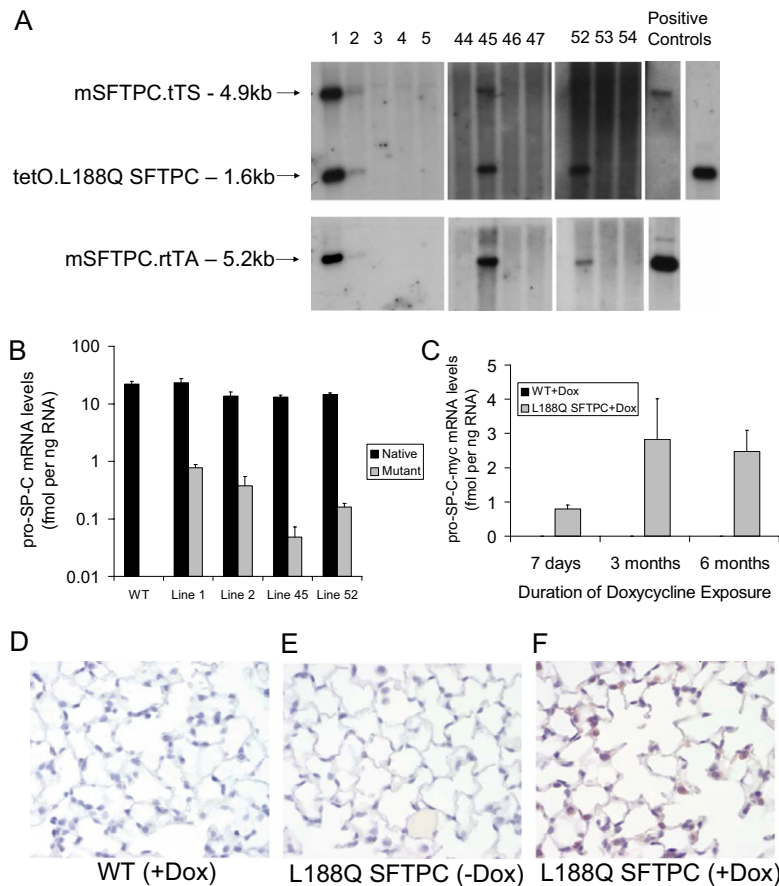 A
1 2 3 4 5 44 45 46 47 52 53 54 Positive Controls
mSFTPC.tTS - 4.9kb
tetO.L188Q SFTPC – 1.6kb
mSFTPC.rtTA – 5.2kb
B
pro-SP-C mRNA levels
(fmol per ng RNA)
100
10
1
0.1
0.01
WT Line 1 Line 2 Line 45 Line 52
Native
Mutant
C
pro-SP-C-myc mRNA levels
(fmol per ng RNA)
5
4
3
2
1
0
WT+Dox
L188Q SFTPC+Dox
7 days 3 months 6 months
Duration of Doxycycline Exposure
D
WT (+Dox)
E
L188Q SFTPC (-Dox)
F
L188Q SFTPC (+Dox)